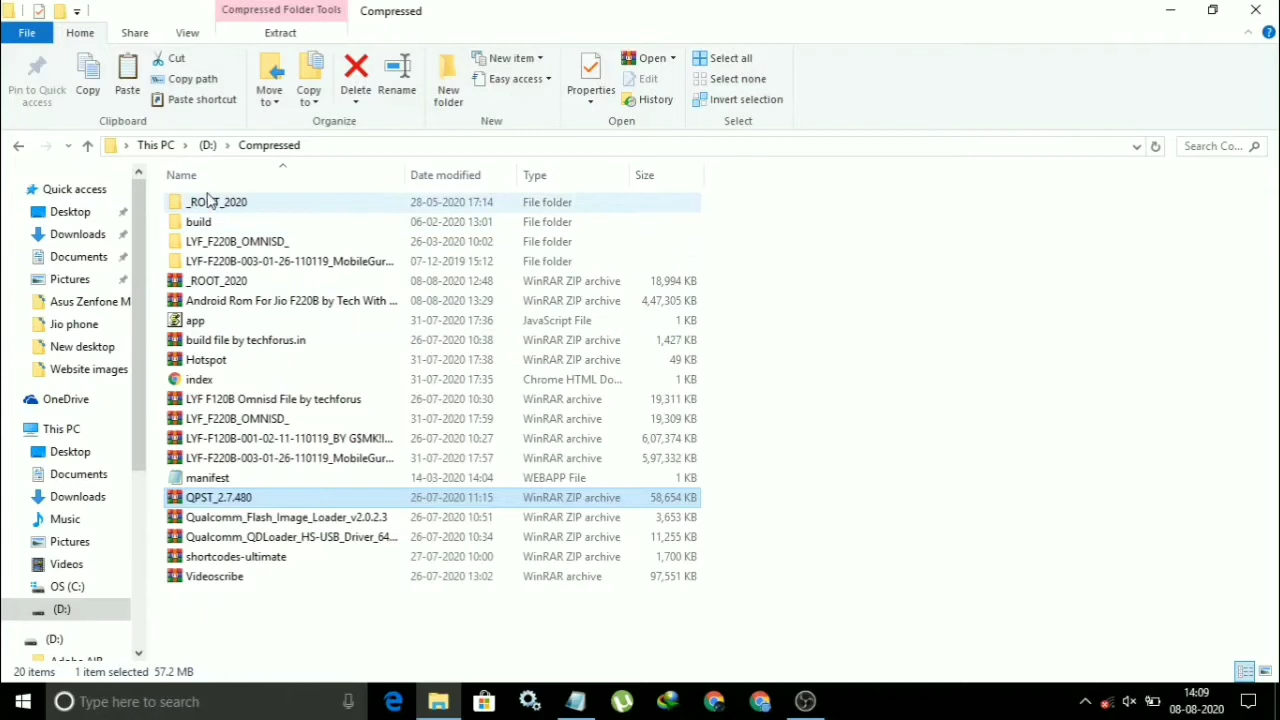 Compressed Folder Tools
Compressed
File
Home
Share
View
Extract
Pin to Quick access
Copy
Paste
Cut
Copy path
Paste shortcut
Move to
Copy to
Delete
Rename
New folder
New item
Easy access
Properties
Open
Edit
History
Select all
Select none
Invert selection
Clipboard
Organize
New
Open
Select
This PC
(D:)
Compressed
Search Co...
Name
Date modified
Type
Size
Quick access
Desktop
Downloads
Documents
Pictures
Asus Zenfone M
Jio phone
New desktop
Website images
OneDrive
This PC
Desktop
Documents
Downloads
Music
Pictures
Videos
OS (C:)
(D:)
(D:)
Adobe AIR
_ROOT_2020 28-05-2020 17:14 File folder
build 06-02-2020 13:01 File folder
LYF_F220B_OMNISD_ 26-03-2020 10:02 File folder
LYF-F220B-003-01-26-110119_MobileGur... 07-12-2019 15:12 File folder
_ROOT_2020 08-08-2020 12:48 WinRAR ZIP archive 18,994 KB
Android Rom For Jio F220B by Tech With ... 08-08-2020 13:29 WinRAR ZIP archive 4,47,305 KB
app 31-07-2020 17:36 JavaScript File 1 KB
build file by techforus.in 26-07-2020 10:38 WinRAR ZIP archive 1,427 KB
Hotspot 31-07-2020 17:38 WinRAR ZIP archive 49 KB
index 31-07-2020 17:35 Chrome HTML Do... 1 KB
LYF F120B Omnisd File by techforus 26-07-2020 10:30 WinRAR archive 19,311 KB
LYF_F220B_OMNISD_ 31-07-2020 17:59 WinRAR archive 19,309 KB
LYF-F120B-001-02-11-110119_BY G$MK!I... 26-07-2020 10:27 WinRAR archive 6,07,374 KB
LYF-F220B-003-01-26-110119_MobileGur... 31-07-2020 17:57 WinRAR archive 5,97,332 KB
manifest 14-03-2020 14:04 WEBAPP File 1 KB
QPST_2.7.480 26-07-2020 11:15 WinRAR ZIP archive 58,654 KB
Qualcomm_Flash_Image_Loader_v2.0.2.3 26-07-2020 10:51 WinRAR ZIP archive 3,653 KB
Qualcomm_QDLoader_HS-USB_Driver_64... 26-07-2020 10:34 WinRAR ZIP archive 11,255 KB
shortcodes-ultimate 27-07-2020 10:00 WinRAR ZIP archive 1,700 KB
Videoscribe 26-07-2020 13:02 WinRAR archive 97,551 KB
20 items 1 item selected 57.2 MB
Type here to search
14:09
08-08-2020